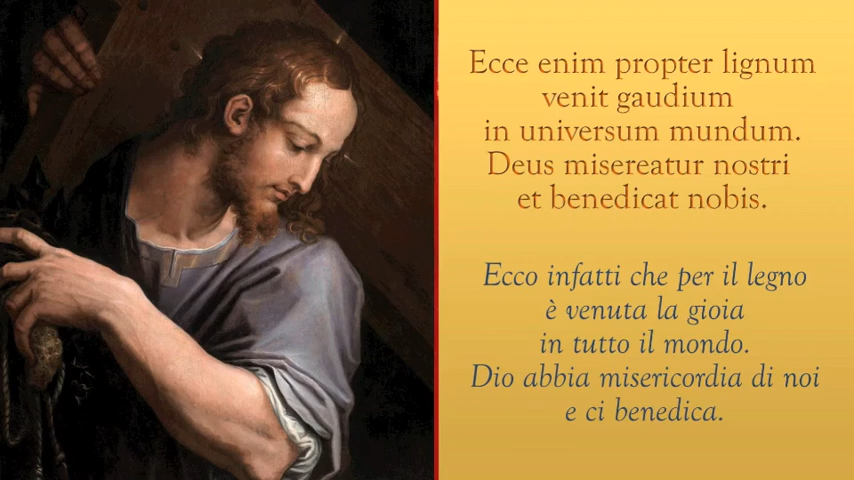 Ecce enim propter lignum
venit gaudium
in universum mundum.
Deus misereatur nostri
et benedicat nobis.
Ecco infatti che per il legno
è venuta la gioia
in tutto il mondo.
Dio abbia misericordia di noi
e ci benedica.